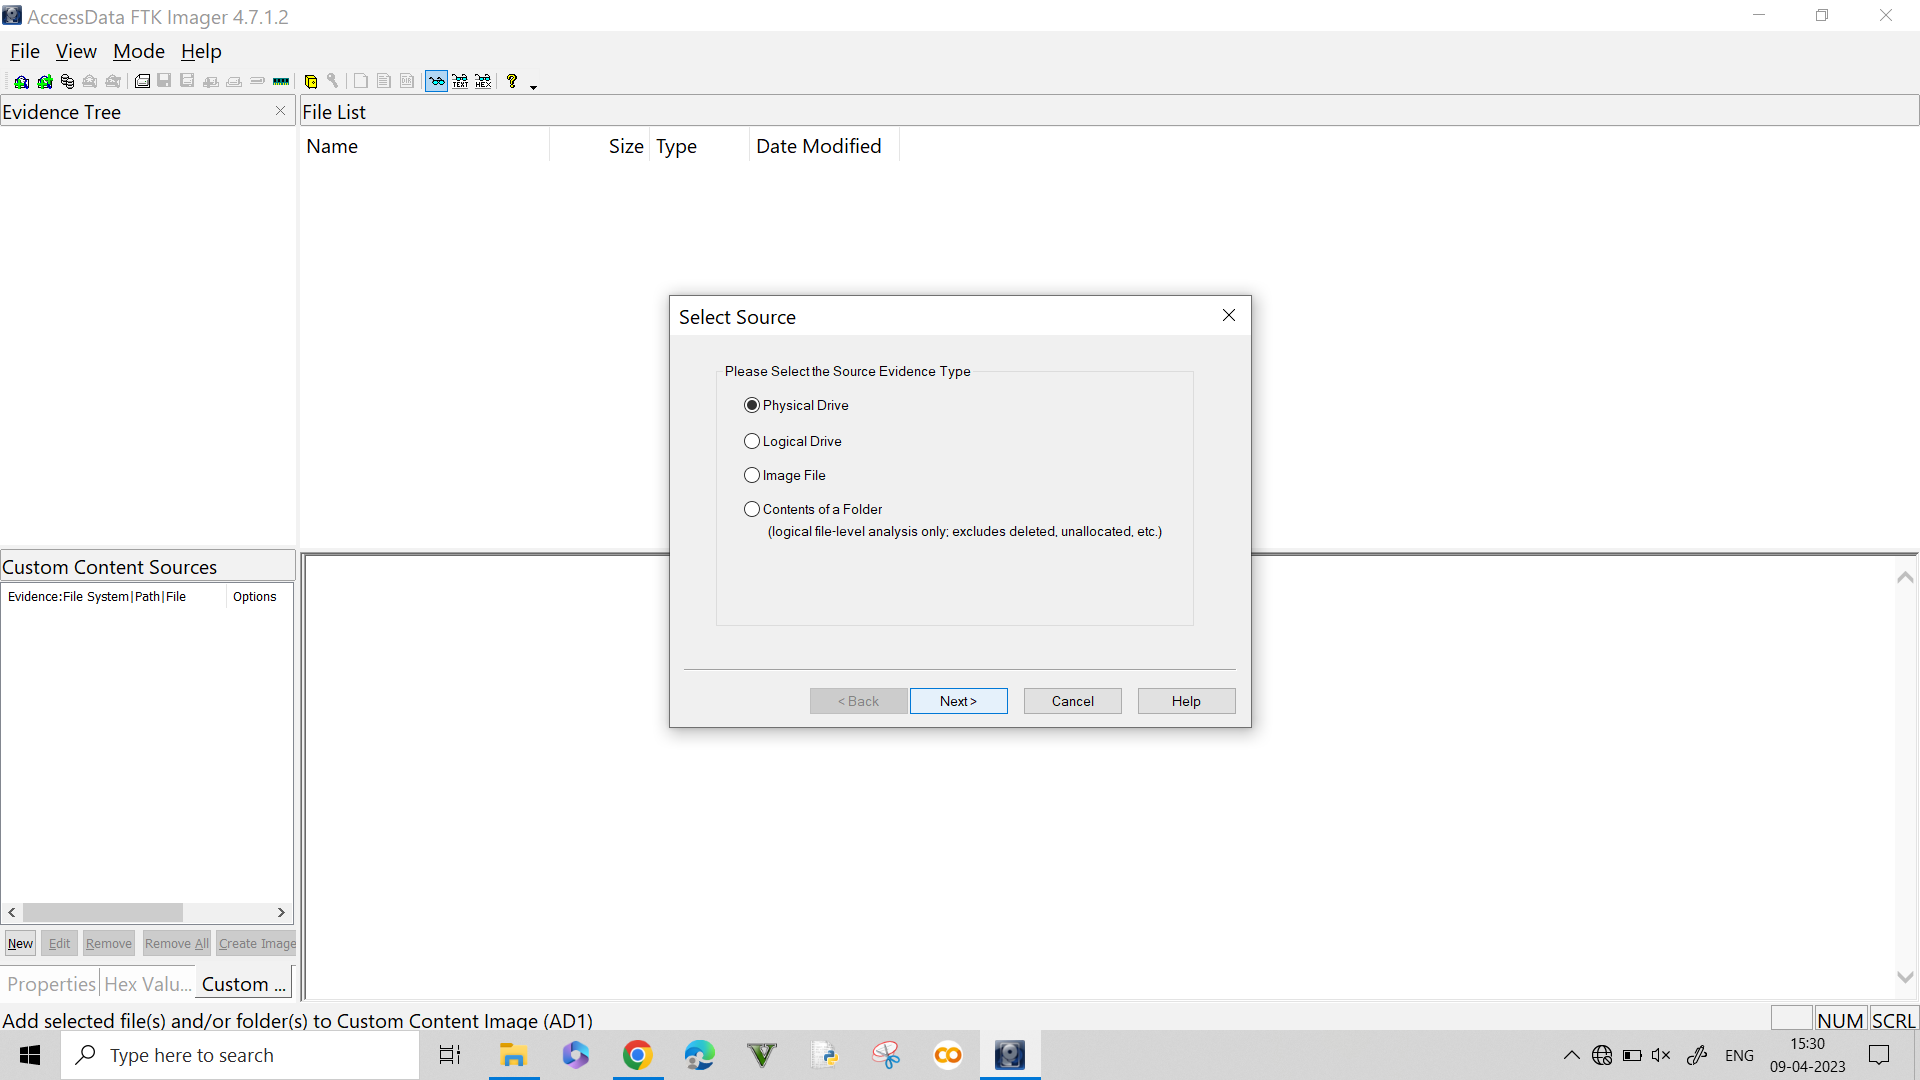 AccessData FTK Imager 4.7.1.2
File View Mode Help
TEXT HEX
Evidence Tree
File List
Name Size Type Date Modified
Select Source
Please Select the Source Evidence Type
Physical Drive
Logical Drive
Image File
Contents of a Folder
(logical file-level analysis only; excludes deleted, unallocated, etc.)
< Back Next > Cancel Help
Custom Content Sources
Evidence:File System|Path|File Options
New Edit Remove Remove All Create Image
Properties Hex Valu... Custom ...
Add selected file(s) and/or folder(s) to Custom Content Image (AD1)
NUM SCRL
Type here to search
ENG
15:30
09-04-2023